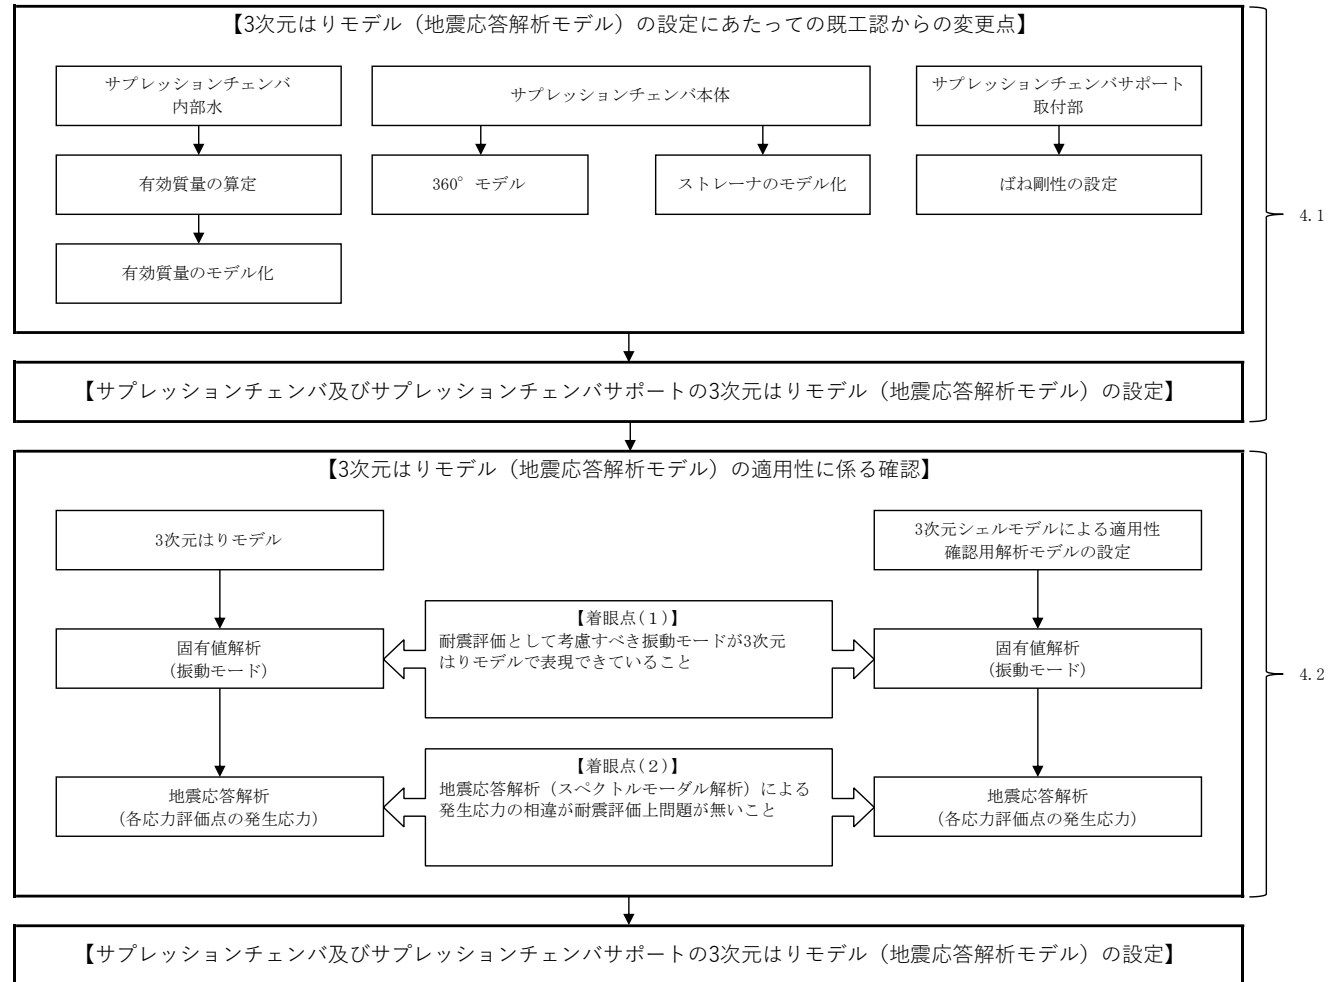 【3次元はりモデル（地震応答解析モデル）の設定にあたっての既工認からの変更点】
サプレッションチェンバ
内部水
サプレッションチェンバ本体
サプレッションチェンバサポート
取付部
有効質量の算定
360°モデル
ストレーナのモデル化
ばね剛性の設定
有効質量のモデル化
4.1
【サプレッションチェンバ及びサプレッションチェンバサポートの3次元はりモデル（地震応答解析モデル）の設定】
【3次元はりモデル（地震応答解析モデル）の適用性に係る確認】
3次元はりモデル
3次元シェルモデルによる適用性
確認用解析モデルの設定
【着眼点(1)】
耐震評価として考慮すべき振動モードが3次元
はりモデルで表現できていること
固有値解析
(振動モード)
固有値解析
(振動モード)
4.2
【着眼点(2)】
地震応答解析（スペクトルモーダル解析）による
発生応力の相違が耐震評価上問題が無いこと
地震応答解析
(各応力評価点の発生応力)
地震応答解析
(各応力評価点の発生応力)
【サプレッションチェンバ及びサプレッションチェンバサポートの3次元はりモデル（地震応答解析モデル）の設定】